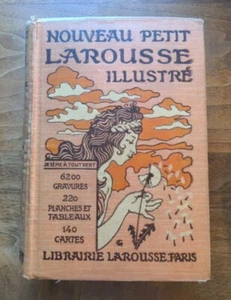 NOUVEAU PETIT
LAROUSSE
ILLUSTRÉ
JE SÈME À TOUT VENT
6200
GRAVURES
220
PLANCHES ET
TABLEAUX
140
CARTES
LIBRAIRIE LAROUSSE, PARIS